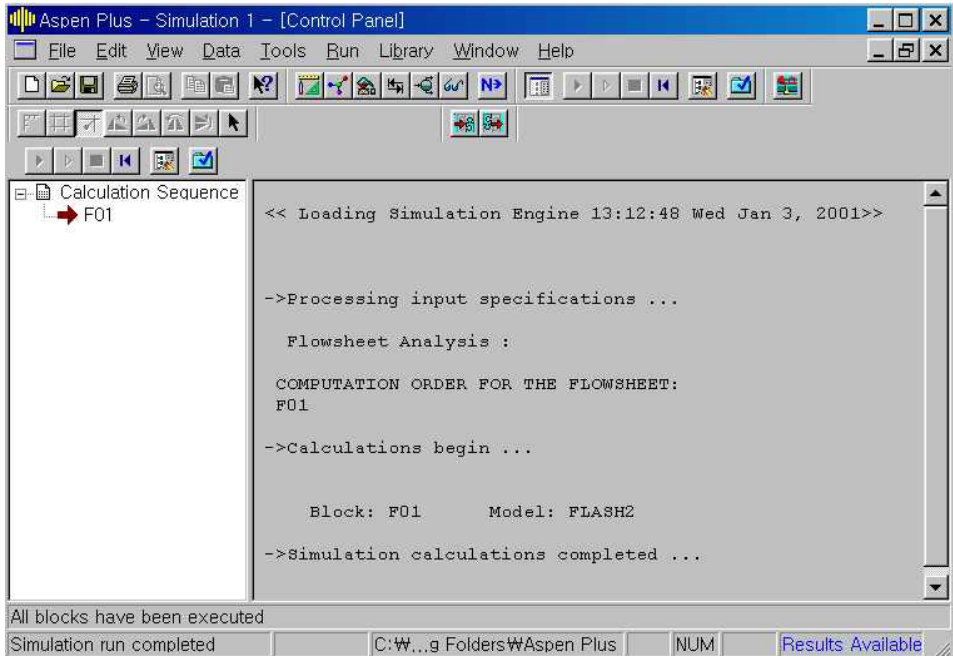 Aspen Plus - Simulation 1 - [Control Panel]
File Edit View Data Tools Run Library Window Help
N>
Calculation Sequence
F01
<< Loading Simulation Engine 13:12:48 Wed Jan 3, 2001>>
->Processing input specifications ...
Flowsheet Analysis :
COMPUTATION ORDER FOR THE FLOWSHEET:
F01
->Calculations begin ...
Block: F01 Model: FLASH2
->Simulation calculations completed ...
All blocks have been executed
Simulation run completed C:₩...g Folders₩Aspen Plus NUM Results Available